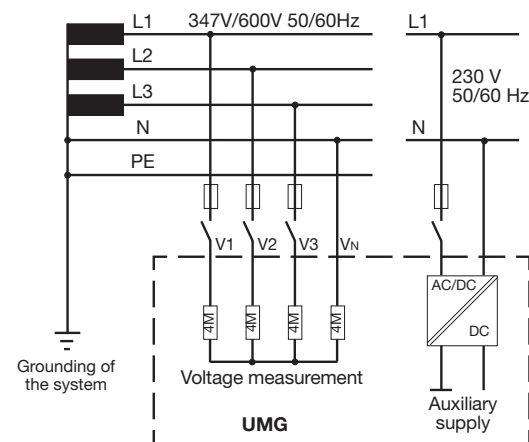 L1 347V/600V 50/60Hz L1
L2
L3
230 V
50/60 Hz
N N
PE
V1 V2 V3 VN
4M 4M 4M 4M
AC/DC
DC
Grounding of
the system
Voltage measurement
Auxiliary
supply
UMG